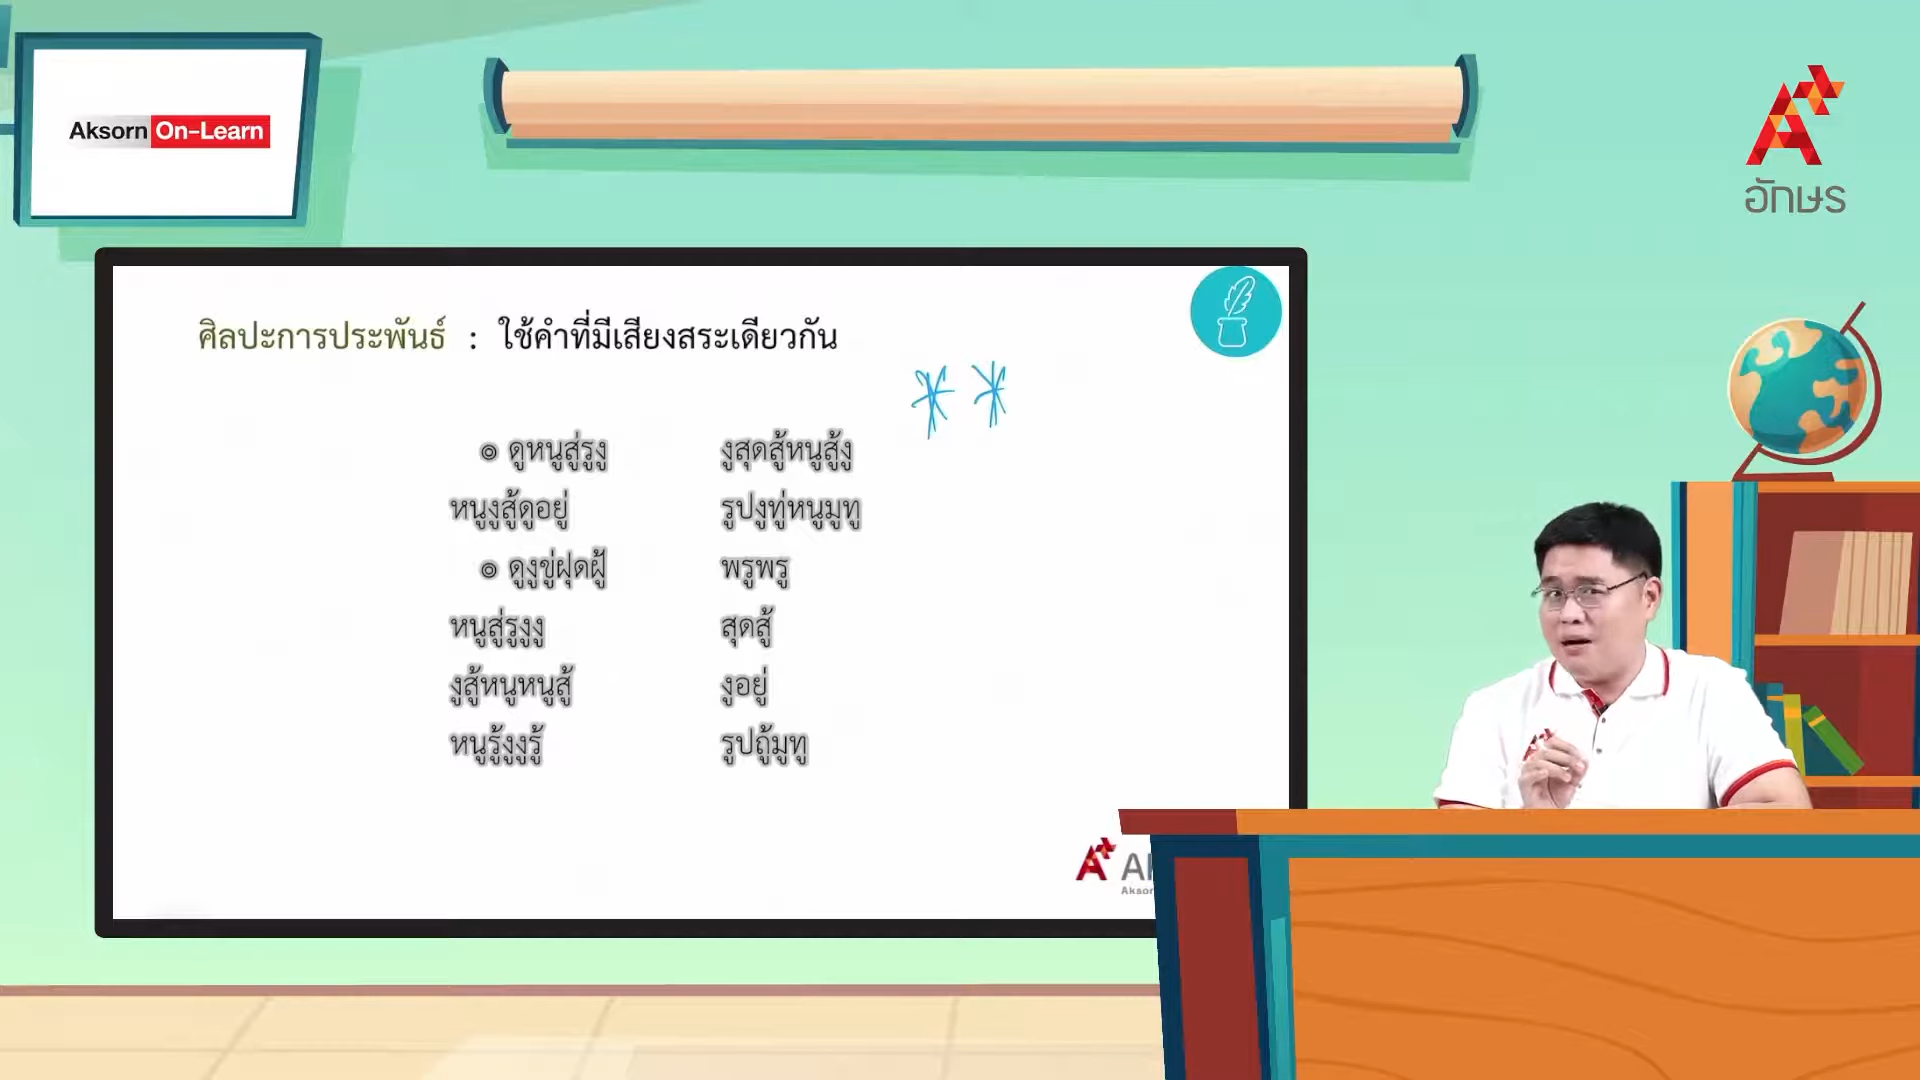 Aksorn On-Learn
อักษร
ศิลปะการประพันธ์ : ใช้คำที่มีเสียงสระเดียวกัน
๏ ดูหนูสู่รูงู งูสุดสู้หนูสู้งู
หนูงูสู้ดูอยู่ รูปงูทู่หนูมูทู
๏ ดูงูขู่ฝุดฝู้ พรูพรู
หนูสู่รูงูงู สุดสู้
งูสู้หนูหนูสู้ งูอยู่
หนูรู้งูงูรู้ รูปถู้มูทู